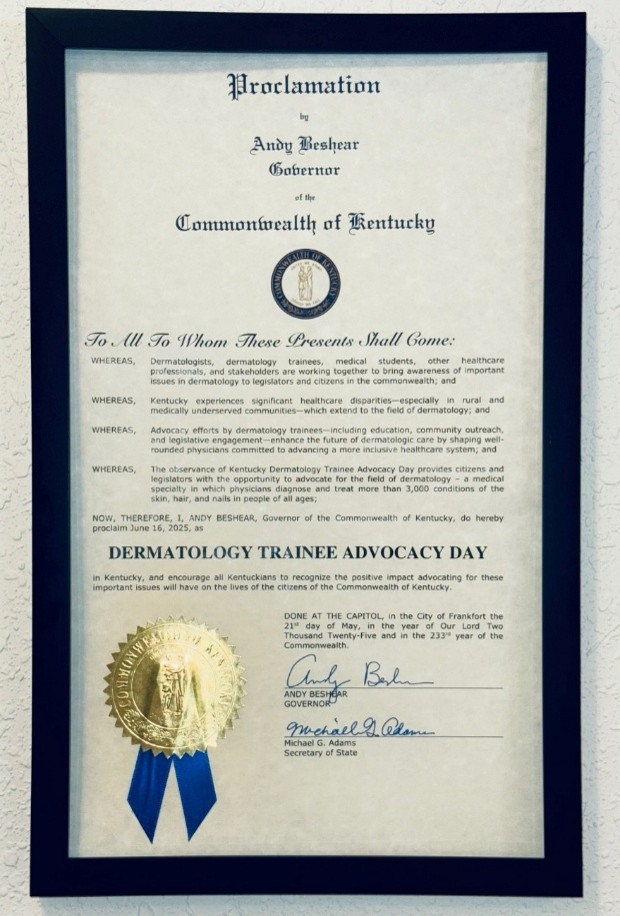 Proclamation
by
Andy Beshear
Governor
of the
Commonwealth of Kentucky
COMMONWEALTH OF KENTUCKY
To All To Whom These Presents Shall Come:
WHEREAS, Dermatologists, dermatology trainees, medical students, other healthcare
professionals, and stakeholders are working together to bring awareness of important
issues in dermatology to legislators and citizens in the commonwealth; and
WHEREAS, Kentucky experiences significant healthcare disparities—especially in rural and
medically underserved communities—which extend to the field of dermatology; and
WHEREAS, Advocacy efforts by dermatology trainees—including education, community outreach,
and legislative engagement—enhance the future of dermatologic care by shaping well-
rounded physicians committed to advancing a more inclusive healthcare system; and
WHEREAS, The observance of Kentucky Dermatology Trainee Advocacy Day provides citizens and
legislators with the opportunity to advocate for the field of dermatology – a medical
specialty in which physicians diagnose and treat more than 3,000 conditions of the
skin, hair, and nails in people of all ages;
NOW, THEREFORE, I, ANDY BESHEAR, Governor of the Commonwealth of Kentucky, do hereby
proclaim June 16, 2025, as
DERMATOLOGY TRAINEE ADVOCACY DAY
in Kentucky, and encourage all Kentuckians to recognize the positive impact advocating for these
important issues will have on the lives of the citizens of the Commonwealth of Kentucky.
DONE AT THE CAPITOL, in the City of Frankfort the
21st day of May, in the year of Our Lord Two
Thousand Twenty-Five and in the 233rd year of the
Commonwealth.
Andy Beshear
ANDY BESHEAR
GOVERNOR
Michael G. Adams
Michael G. Adams
Secretary of State
COMMONWEALTH OF KEN